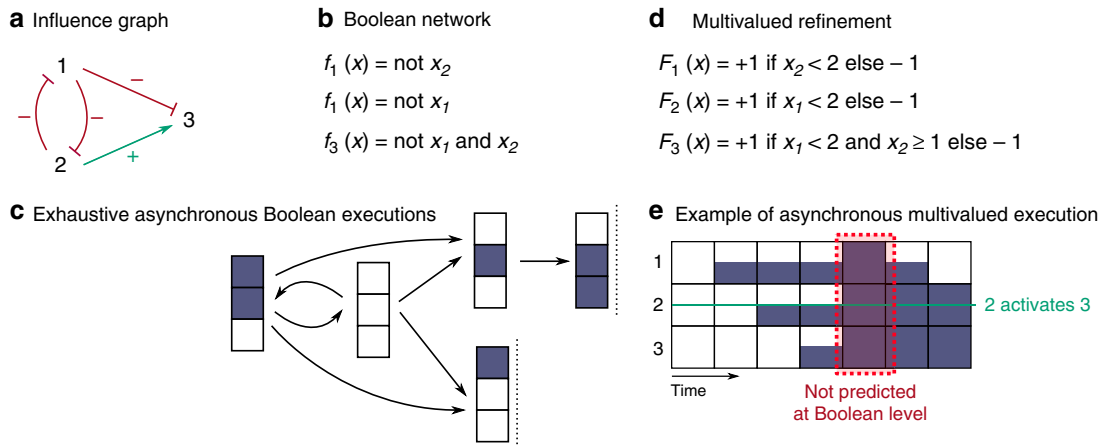 a Influence graph
1
2
3
−
−
−
+
b Boolean network
f1 (x) = not x2
f1 (x) = not x1
f3 (x) = not x1 and x2
d Multivalued refinement
F1 (x) = +1 if x2 < 2 else − 1
F2 (x) = +1 if x1 < 2 else − 1
F3 (x) = +1 if x1 < 2 and x2 ≥ 1 else − 1
c Exhaustive asynchronous Boolean executions
e Example of asynchronous multivalued execution
1
2
3
2 activates 3
Time
Not predicted
at Boolean level